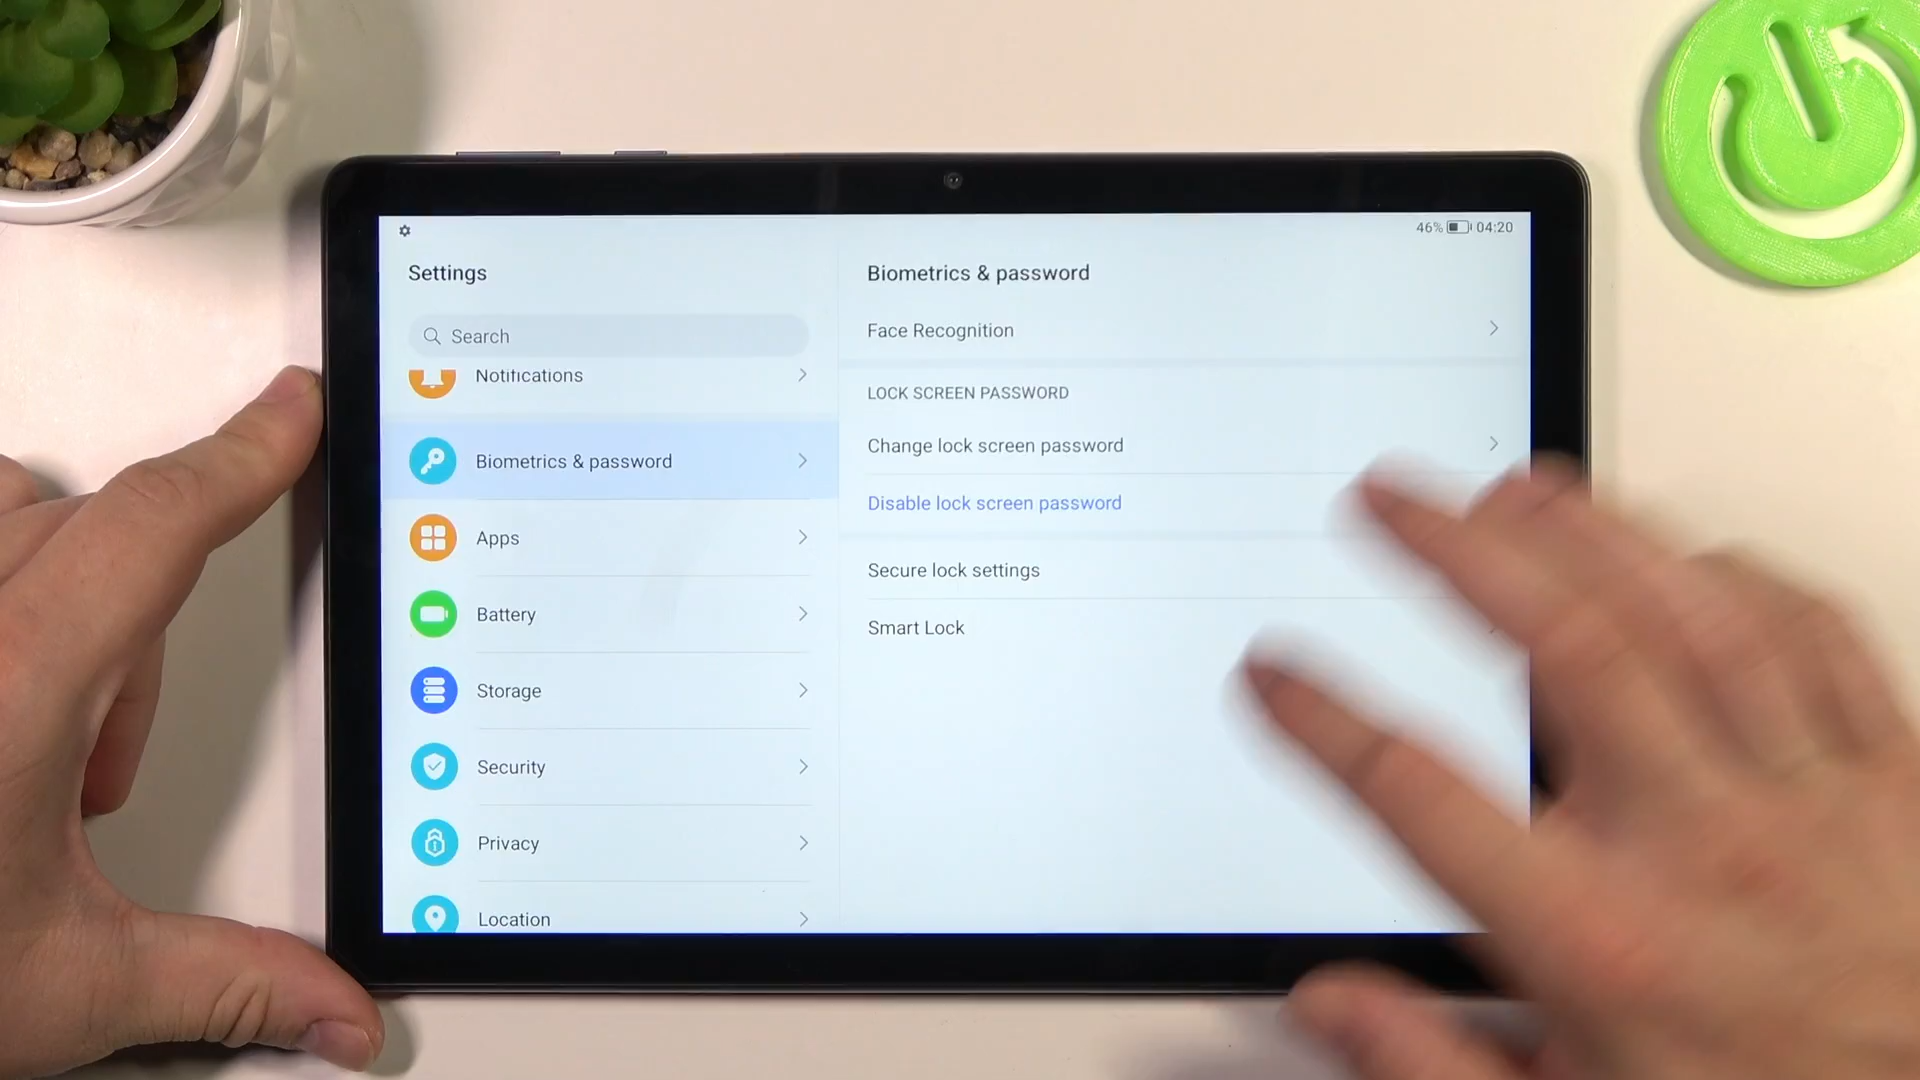 46% 04:20
Settings
Search
Notifications
Biometrics & password
Apps
Battery
Storage
Security
Privacy
Location
Biometrics & password
Face Recognition
LOCK SCREEN PASSWORD
Change lock screen password
Disable lock screen password
Secure lock settings
Smart Lock